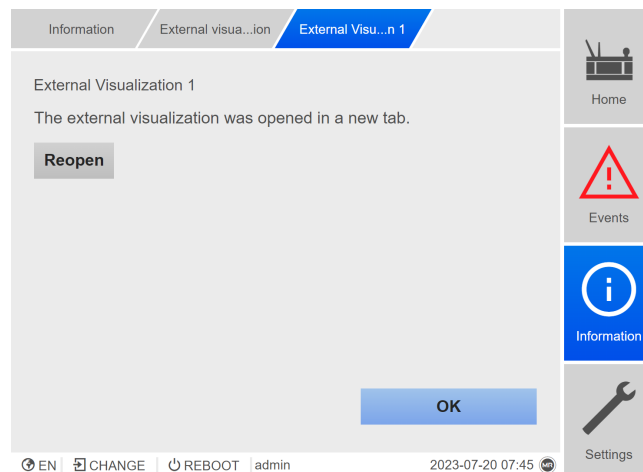 Information
External visua...ion
External Visu...n 1
External Visualization 1
The external visualization was opened in a new tab.
Reopen
OK
Home
Events
Information
Settings
EN CHANGE REBOOT admin 2023-07-20 07:45 MR